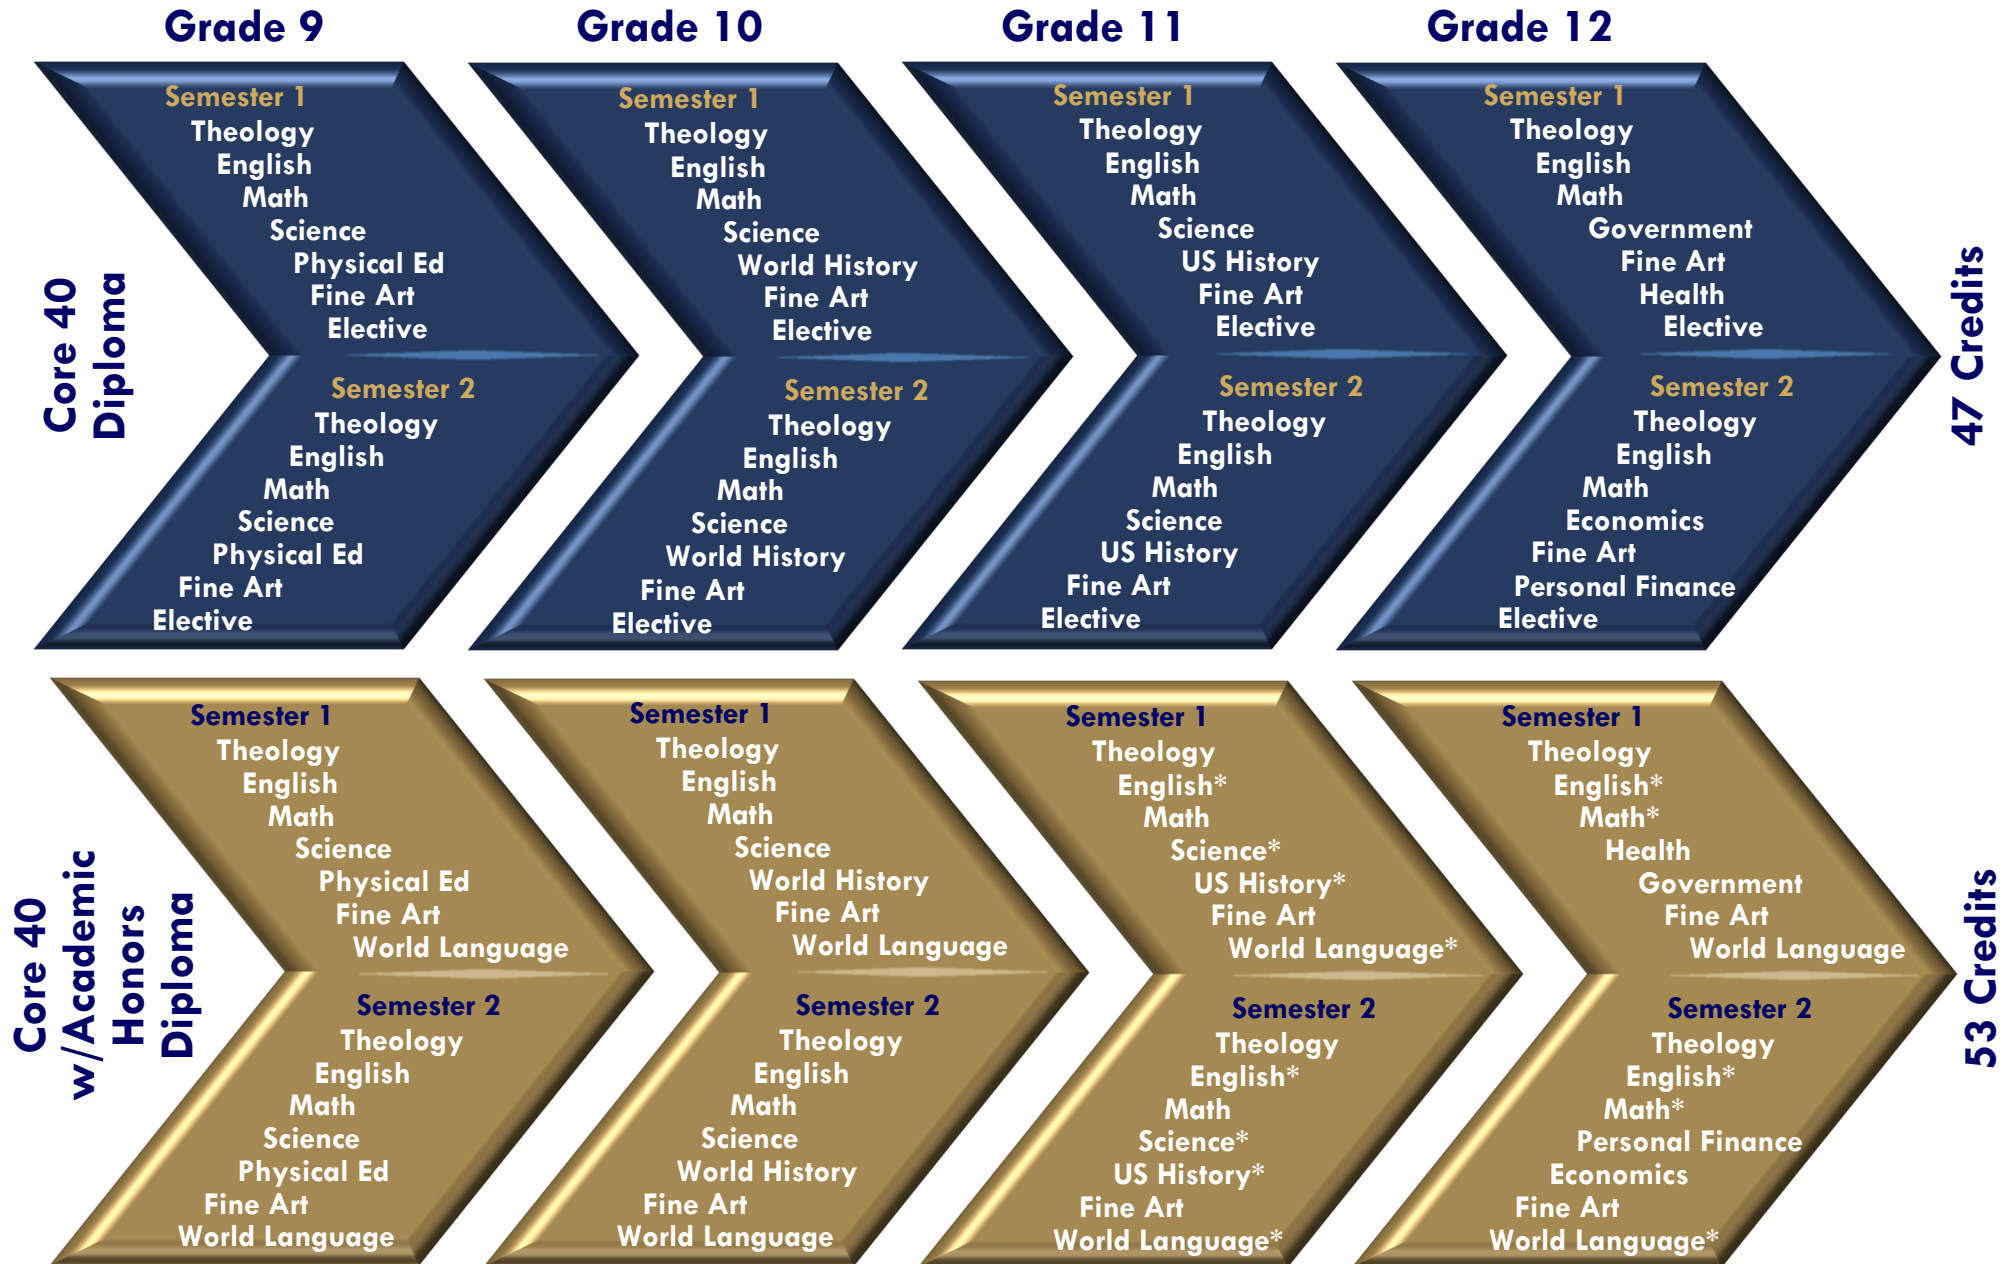 Grade 9
Grade 10
Grade 11
Grade 12
Core 40
Diploma
Semester 1
Theology
English
Math
Science
Physical Ed
Fine Art
Elective
Semester 2
Theology
English
Math
Science
Physical Ed
Fine Art
Elective
Semester 1
Theology
English
Math
Science
World History
Fine Art
Elective
Semester 2
Theology
English
Math
Science
World History
Fine Art
Elective
Semester 1
Theology
English
Math
Science
US History
Fine Art
Elective
Semester 2
Theology
English
Math
Science
US History
Fine Art
Elective
Semester 1
Theology
English
Math
Government
Fine Art
Health
Elective
Semester 2
Theology
English
Math
Economics
Fine Art
Personal Finance
Elective
47 Credits
Core 40
w/Academic
Honors
Diploma
Semester 1
Theology
English
Math
Science
Physical Ed
Fine Art
World Language
Semester 2
Theology
English
Math
Science
Physical Ed
Fine Art
World Language
Semester 1
Theology
English
Math
Science
World History
Fine Art
World Language
Semester 2
Theology
English
Math
Science
World History
Fine Art
World Language
Semester 1
Theology
English*
Math
Science*
US History*
Fine Art
World Language*
Semester 2
Theology
English*
Math
Science*
US History*
Fine Art
World Language*
Semester 1
Theology
English*
Math*
Health
Government
Fine Art
World Language
Semester 2
Theology
English*
Math*
Personal Finance
Economics
Fine Art
World Language*
53 Credits